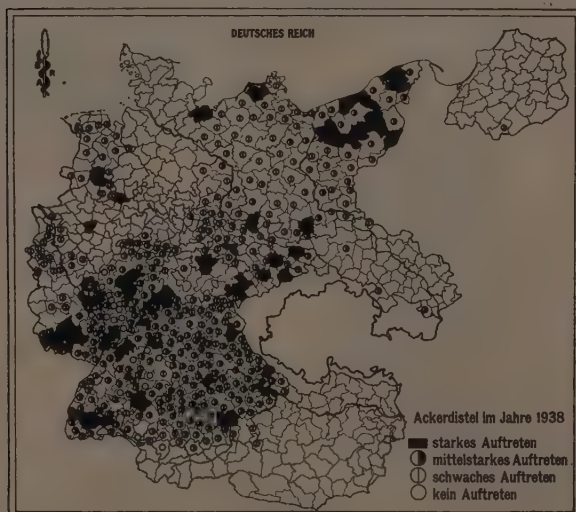 DEUTSCHES REICH
Ackerdistel im Jahre 1938
starkes Auftreten
mittelstarkes Auftreten
schwaches Auftreten
kein Auftreten